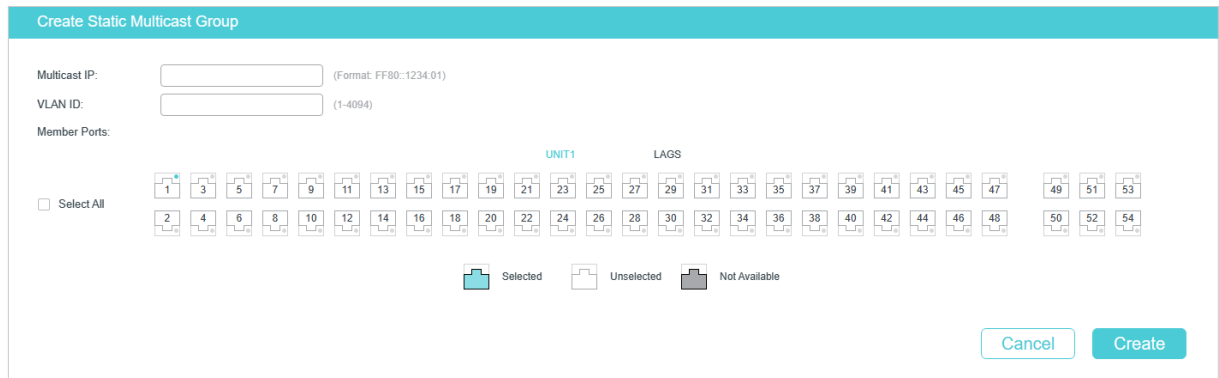 Create Static Multicast Group
Multicast IP: (Format: FF80::1234:01)
VLAN ID: (1-4094)
Member Ports:
UNIT1 LAGS
1 3 5 7 9 11 13 15 17 19 21 23 25 27 29 31 33 35 37 39 41 43 45 47 49 51 53
Select All
2 4 6 8 10 12 14 16 18 20 22 24 26 28 30 32 34 36 38 40 42 44 46 48 50 52 54
Selected Unselected Not Available
Cancel Create